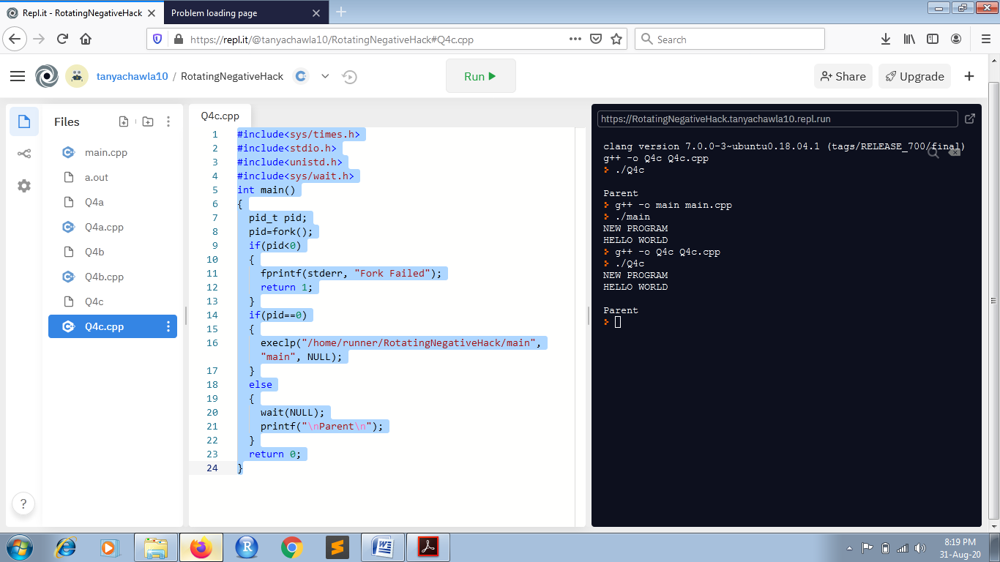 Repl.it - RotatingNegativeHack
Problem loading page
https://repl.it/@tanyachawla10/RotatingNegativeHack#Q4c.cpp
Search
tanyachawla10 / RotatingNegativeHack
Run
Share
Upgrade
Files
main.cpp
a.out
Q4a
Q4a.cpp
Q4b
Q4b.cpp
Q4c
Q4c.cpp
?
Q4c.cpp
1 #include<sys/times.h>
2 #include<stdio.h>
3 #include<unistd.h>
4 #include<sys/wait.h>
5 int main()
6 {
7 pid_t pid;
8 pid=fork();
9 if(pid<0)
10 {
11 fprintf(stderr, "Fork Failed");
12 return 1;
13 }
14 if(pid==0)
15 {
16 execlp("/home/runner/RotatingNegativeHack/main",
"main", NULL);
17 }
18 else
19 {
20 wait(NULL);
21 printf("\nParent\n");
22 }
23 return 0;
24 }
https://RotatingNegativeHack.tanyachawla10.repl.run
clang version 7.0.0-3~ubuntu0.18.04.1 (tags/RELEASE_700/final)
g++ -o Q4c Q4c.cpp
./Q4c
Parent
g++ -o main main.cpp
./main
NEW PROGRAM
HELLO WORLD
g++ -o Q4c Q4c.cpp
./Q4c
NEW PROGRAM
HELLO WORLD
Parent
8:19 PM
31-Aug-20